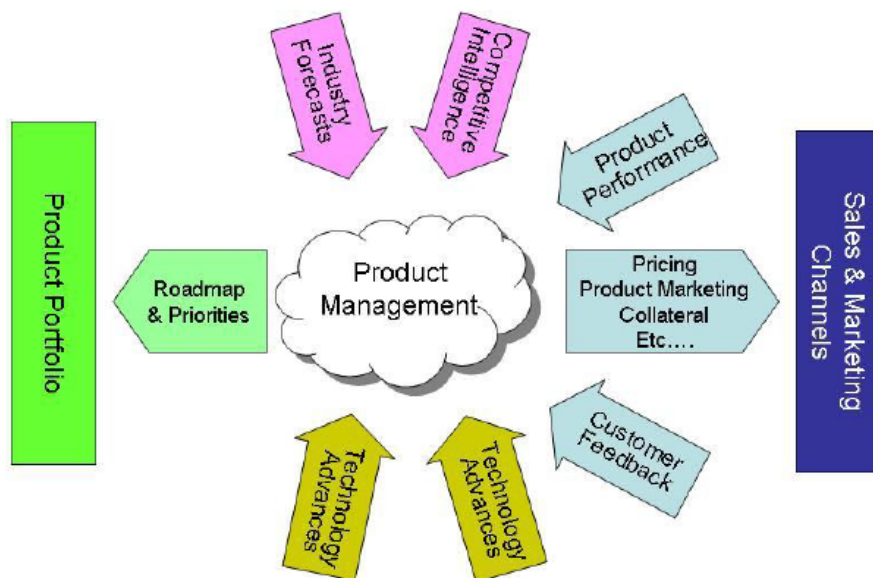 Industry
Forecasts
Competitive
Intelligence
Product
Performance
Product Portfolio
Roadmap
& Priorities
Product
Management
Pricing
Product Marketing
Collateral
Etc….
Sales & Marketing
Channels
Technology
Advances
Technology
Advances
Customer
Feedback